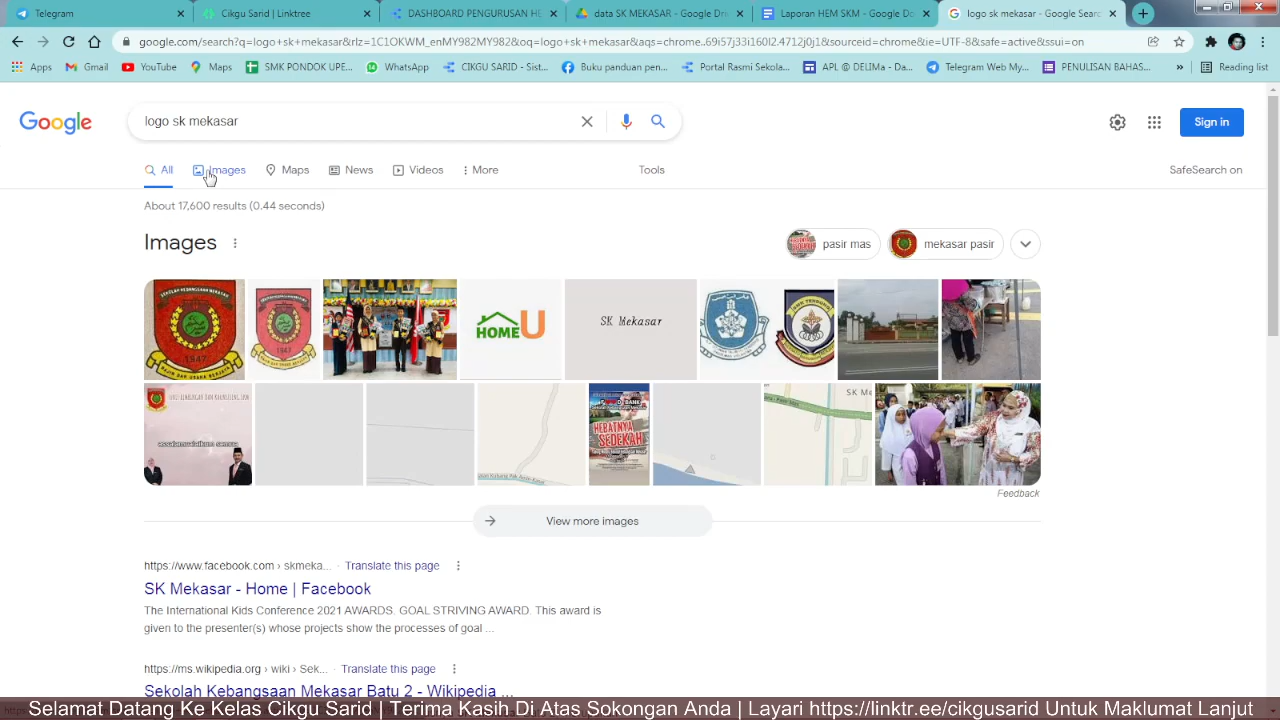 Telegram
Cikgu Sarid | Linktree
DASHBOARD PENGURUSAN HE
data SK MEKASAR - Google Dri
Laporan HEM SKM - Google Do
logo sk mekasar - Google Search
google.com/search?q=logo+sk+mekasar&rlz=1C1OKWM_enMY982MY982&oq=logo+sk+mekasar&aqs=chrome..69i57j33i160l2.4712j0j1&sourceid=chrome&ie=UTF-8&safe=active&ssui=on
Apps
Gmail
YouTube
Maps
SMK PONDOK UPE...
WhatsApp
CIKGU SARID - Sist...
Buku panduan pen...
Portal Rasmi Sekola...
APL @ DELIMa - Da...
Telegram Web My...
PENULISAN BAHAS...
»
Reading list
Google
logo sk mekasar
Sign in
All
Images
Maps
News
Videos
More
Tools
SafeSearch on
About 17,600 results (0.44 seconds)
Images
pasir mas
mekasar pasir
1947
1947
HOME U
SK Mekasar
assalamualaikum semua
HEBATNYA
SEDEKAH
SK Me
Feedback
View more images
https://www.facebook.com › skmeka... · Translate this page
SK Mekasar - Home | Facebook
The International Kids Conference 2021 AWARDS. GOAL STRIVING AWARD. This award is
given to the presenter(s) whose projects show the processes of goal ...
https://ms.wikipedia.org › wiki › Sek... · Translate this page
Sekolah Kebangsaan Mekasar Batu 2 - Wikipedia ...
Selamat Datang Ke Kelas Cikgu Sarid | Terima Kasih Di Atas Sokongan Anda | Layari https://linktr.ee/cikgusarid Untuk Maklumat Lanjut